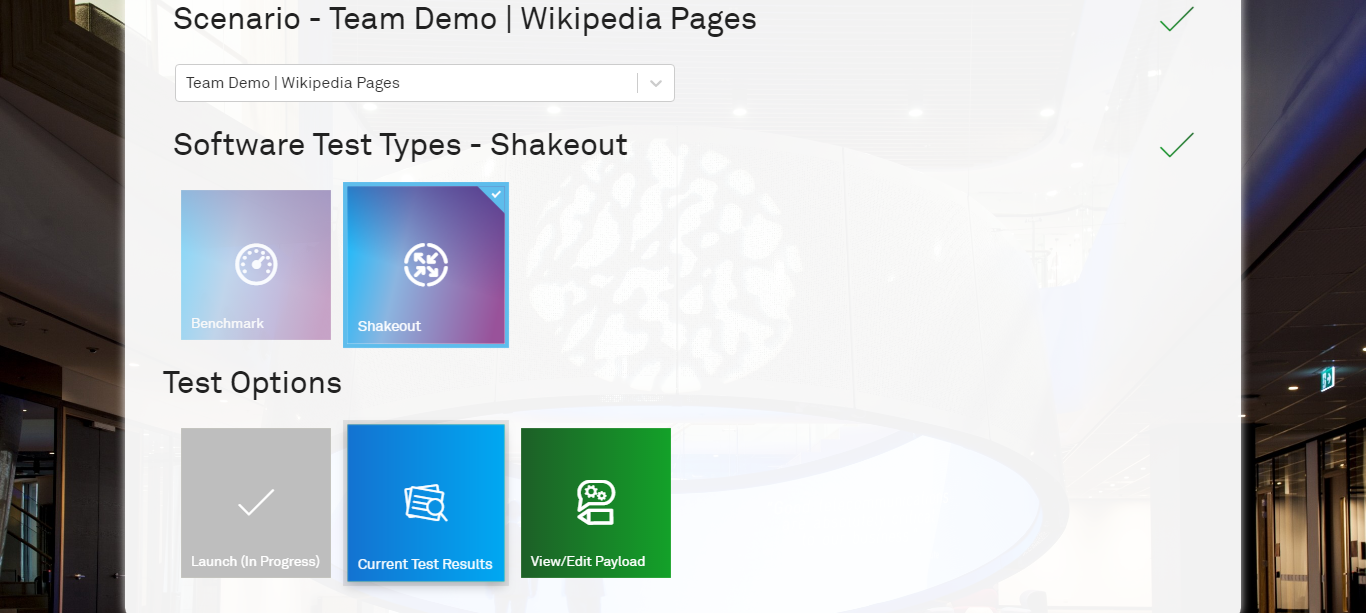 Scenario - Team Demo | Wikipedia Pages
Team Demo | Wikipedia Pages
Software Test Types - Shakeout
Benchmark
Shakeout
Test Options
Launch (In Progress)
Current Test Results
View/Edit Payload